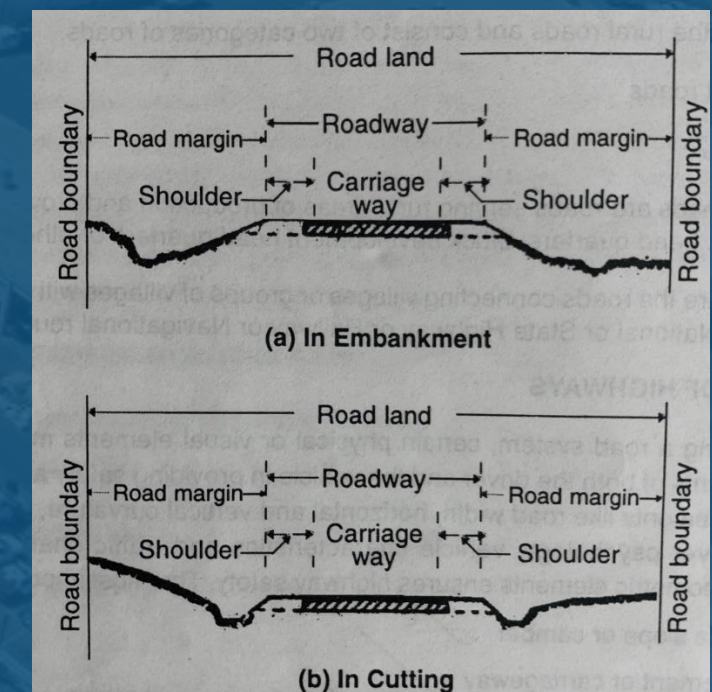 Road land
Roadway
Road margin
Road margin
Road boundary
Road boundary
Shoulder
Carriage
way
Shoulder
(a) In Embankment
Road land
Roadway
Road margin
Road margin
Road boundary
Road boundary
Shoulder
Carriage
way
Shoulder
(b) In Cutting